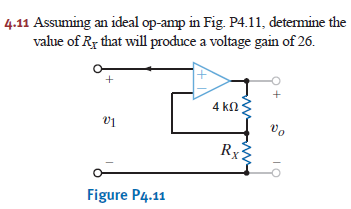 4.11 Assuming an ideal op-amp in Fig. P4.11, determine the
value of Rx that will produce a voltage gain of 26.
+
+
−
4 kΩ
+
v1
vo
Rx
−
−
Figure P4.11